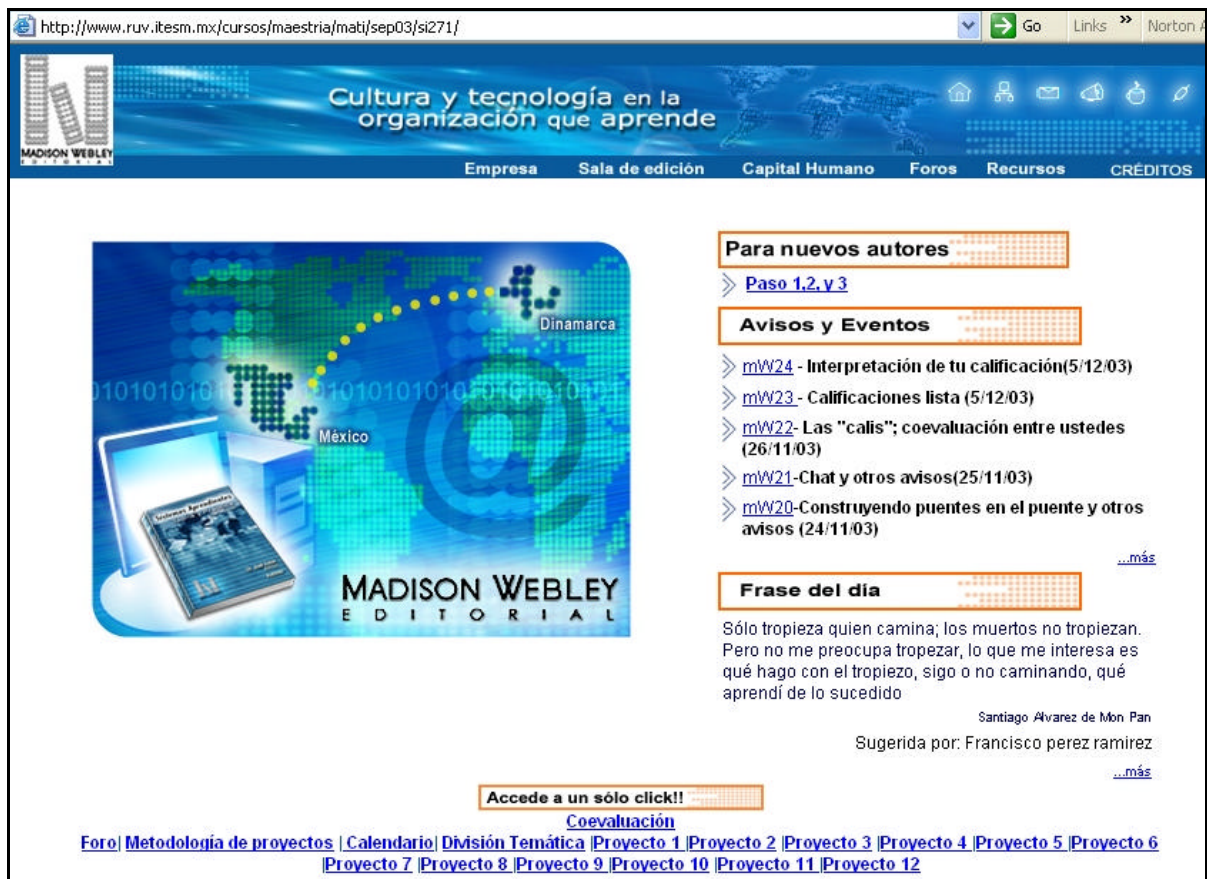 http://www.ruv.itesm.mx/cursos/maestria/mati/sep03/si271/
Go Links » Norton A
Cultura y tecnología en la
organización que aprende
MADISON WEBLEY
EDITORIAL
Empresa Sala de edición Capital Humano Foros Recursos CRÉDITOS
Dinamarca
0101010101010101010101010101
México
Sistemas Aprendientes
MADISON WEBLEY
EDITORIAL
Para nuevos autores
Paso 1,2, y 3
Avisos y Eventos
mW24 - Interpretación de tu calificación(5/12/03)
mW23 - Calificaciones lista (5/12/03)
mW22- Las "calis"; coevaluación entre ustedes
(26/11/03)
mW21-Chat y otros avisos(25/11/03)
mW20-Construyendo puentes en el puente y otros
avisos (24/11/03)
...más
Frase del día
Sólo tropieza quien camina; los muertos no tropiezan.
Pero no me preocupa tropezar, lo que me interesa es
qué hago con el tropiezo, sigo o no caminando, qué
aprendí de lo sucedido
Santiago Alvarez de Mon Pan
Sugerida por: Francisco perez ramirez
...más
Accede a un sólo click!!
Coevaluación
Foro| Metodología de proyectos | Calendario| División Temática |Proyecto 1 |Proyecto 2 |Proyecto 3 |Proyecto 4 |Proyecto 5 |Proyecto 6
|Proyecto 7 |Proyecto 8 |Proyecto 9 |Proyecto 10 |Proyecto 11 |Proyecto 12